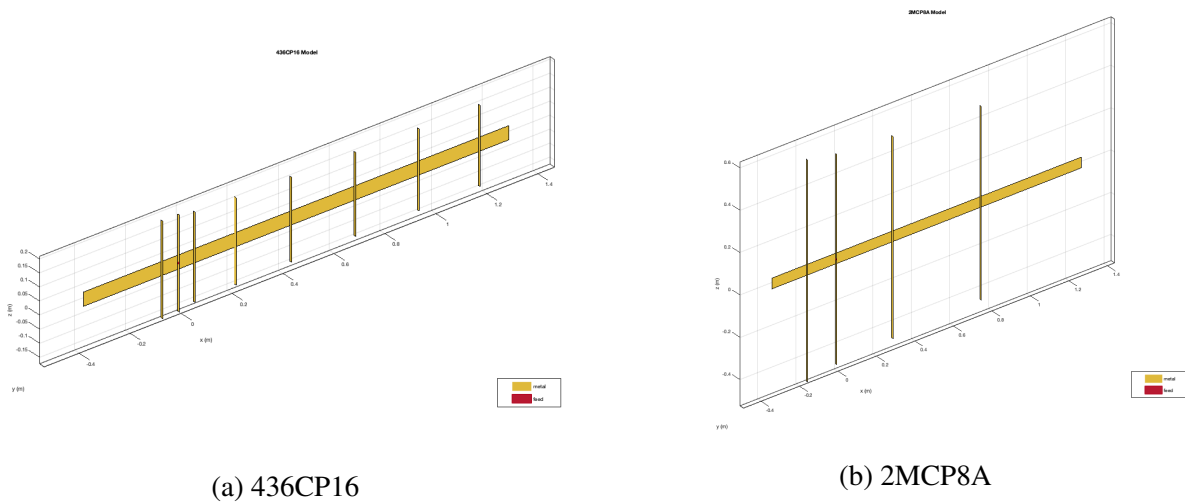 436CP16 Model
0.2
0.15
0.1
0.05
0
-0.05
-0.1
-0.15
z (m)
-0.4
-0.2
0
0.2
0.4
0.6
0.8
1
1.2
1.4
x (m)
y (m)
metal
feed
(a) 436CP16
2MCP8A Model
0.6
0.4
0.2
0
-0.2
-0.4
z (m)
-0.4
-0.2
0
0.2
0.4
0.6
0.8
1
1.2
1.4
x (m)
y (m)
metal
feed
(b) 2MCP8A